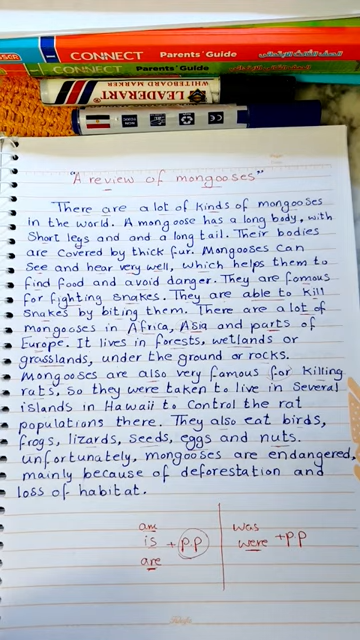 CONNECT Parents' Guide
CONNECT Parents' Guide
LEADERART
WHITEBOARD MARKER
"A review of mongooses"
There are a lot of kinds of mongooses
in the world. A mongoose has a long body, with
Short legs and and a long tail. Their bodies
are covered by thick fur. Mongooses can
See and hear very well, which helps them to
find food and avoid danger. They are fomous
for fighting snakes. They are able to kill
Snakes by biting them. There are a lot of
mongooses in Africa, Asia and parts of
Europe. It lives in forests, wetlands or
grasslands, under the ground or rocks.
Mongooses are also very famous for killing
rats, So they were taken to live in Several
islands in Hawaii to Control the rat
populations there. They also eat birds,
frogs, lizards, seeds, eggs and nuts.
unfortunately, mongooses are endangered,
mainly because of deforestation and
loss of habitat.
am
is + p.p
are
was
were + p.p